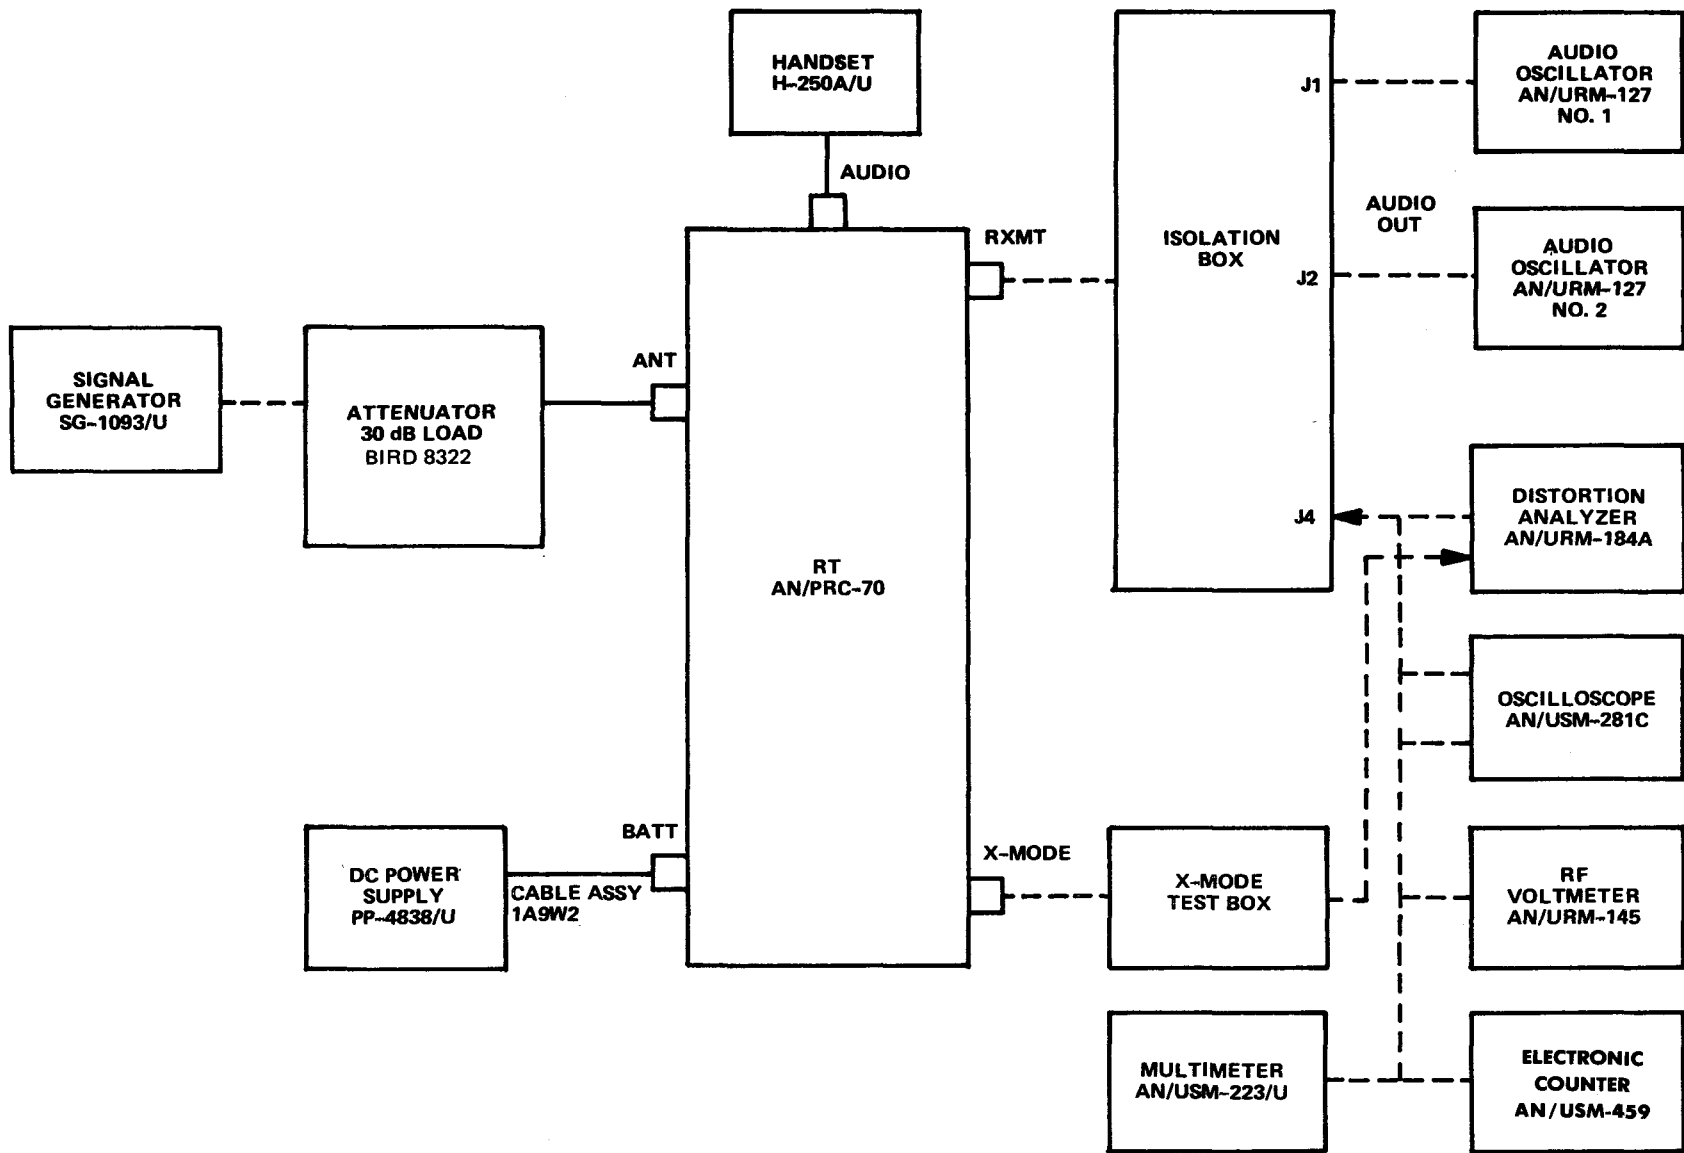 HANDSET
H-250A/U
AUDIO
J1
AUDIO
OSCILLATOR
AN/URM-127
NO. 1
RXMT
ISOLATION
BOX
AUDIO
OUT
J2
AUDIO
OSCILLATOR
AN/URM-127
NO. 2
SIGNAL
GENERATOR
SG-1093/U
ATTENUATOR
30 dB LOAD
BIRD 8322
ANT
RT
AN/PRC-70
J4
DISTORTION
ANALYZER
AN/URM-184A
OSCILLOSCOPE
AN/USM-281C
DC POWER
SUPPLY
PP-4838/U
CABLE ASSY
1A9W2
BATT
X-MODE
X-MODE
TEST BOX
RF
VOLTMETER
AN/URM-145
MULTIMETER
AN/USM-223/U
ELECTRONIC
COUNTER
AN/USM-459